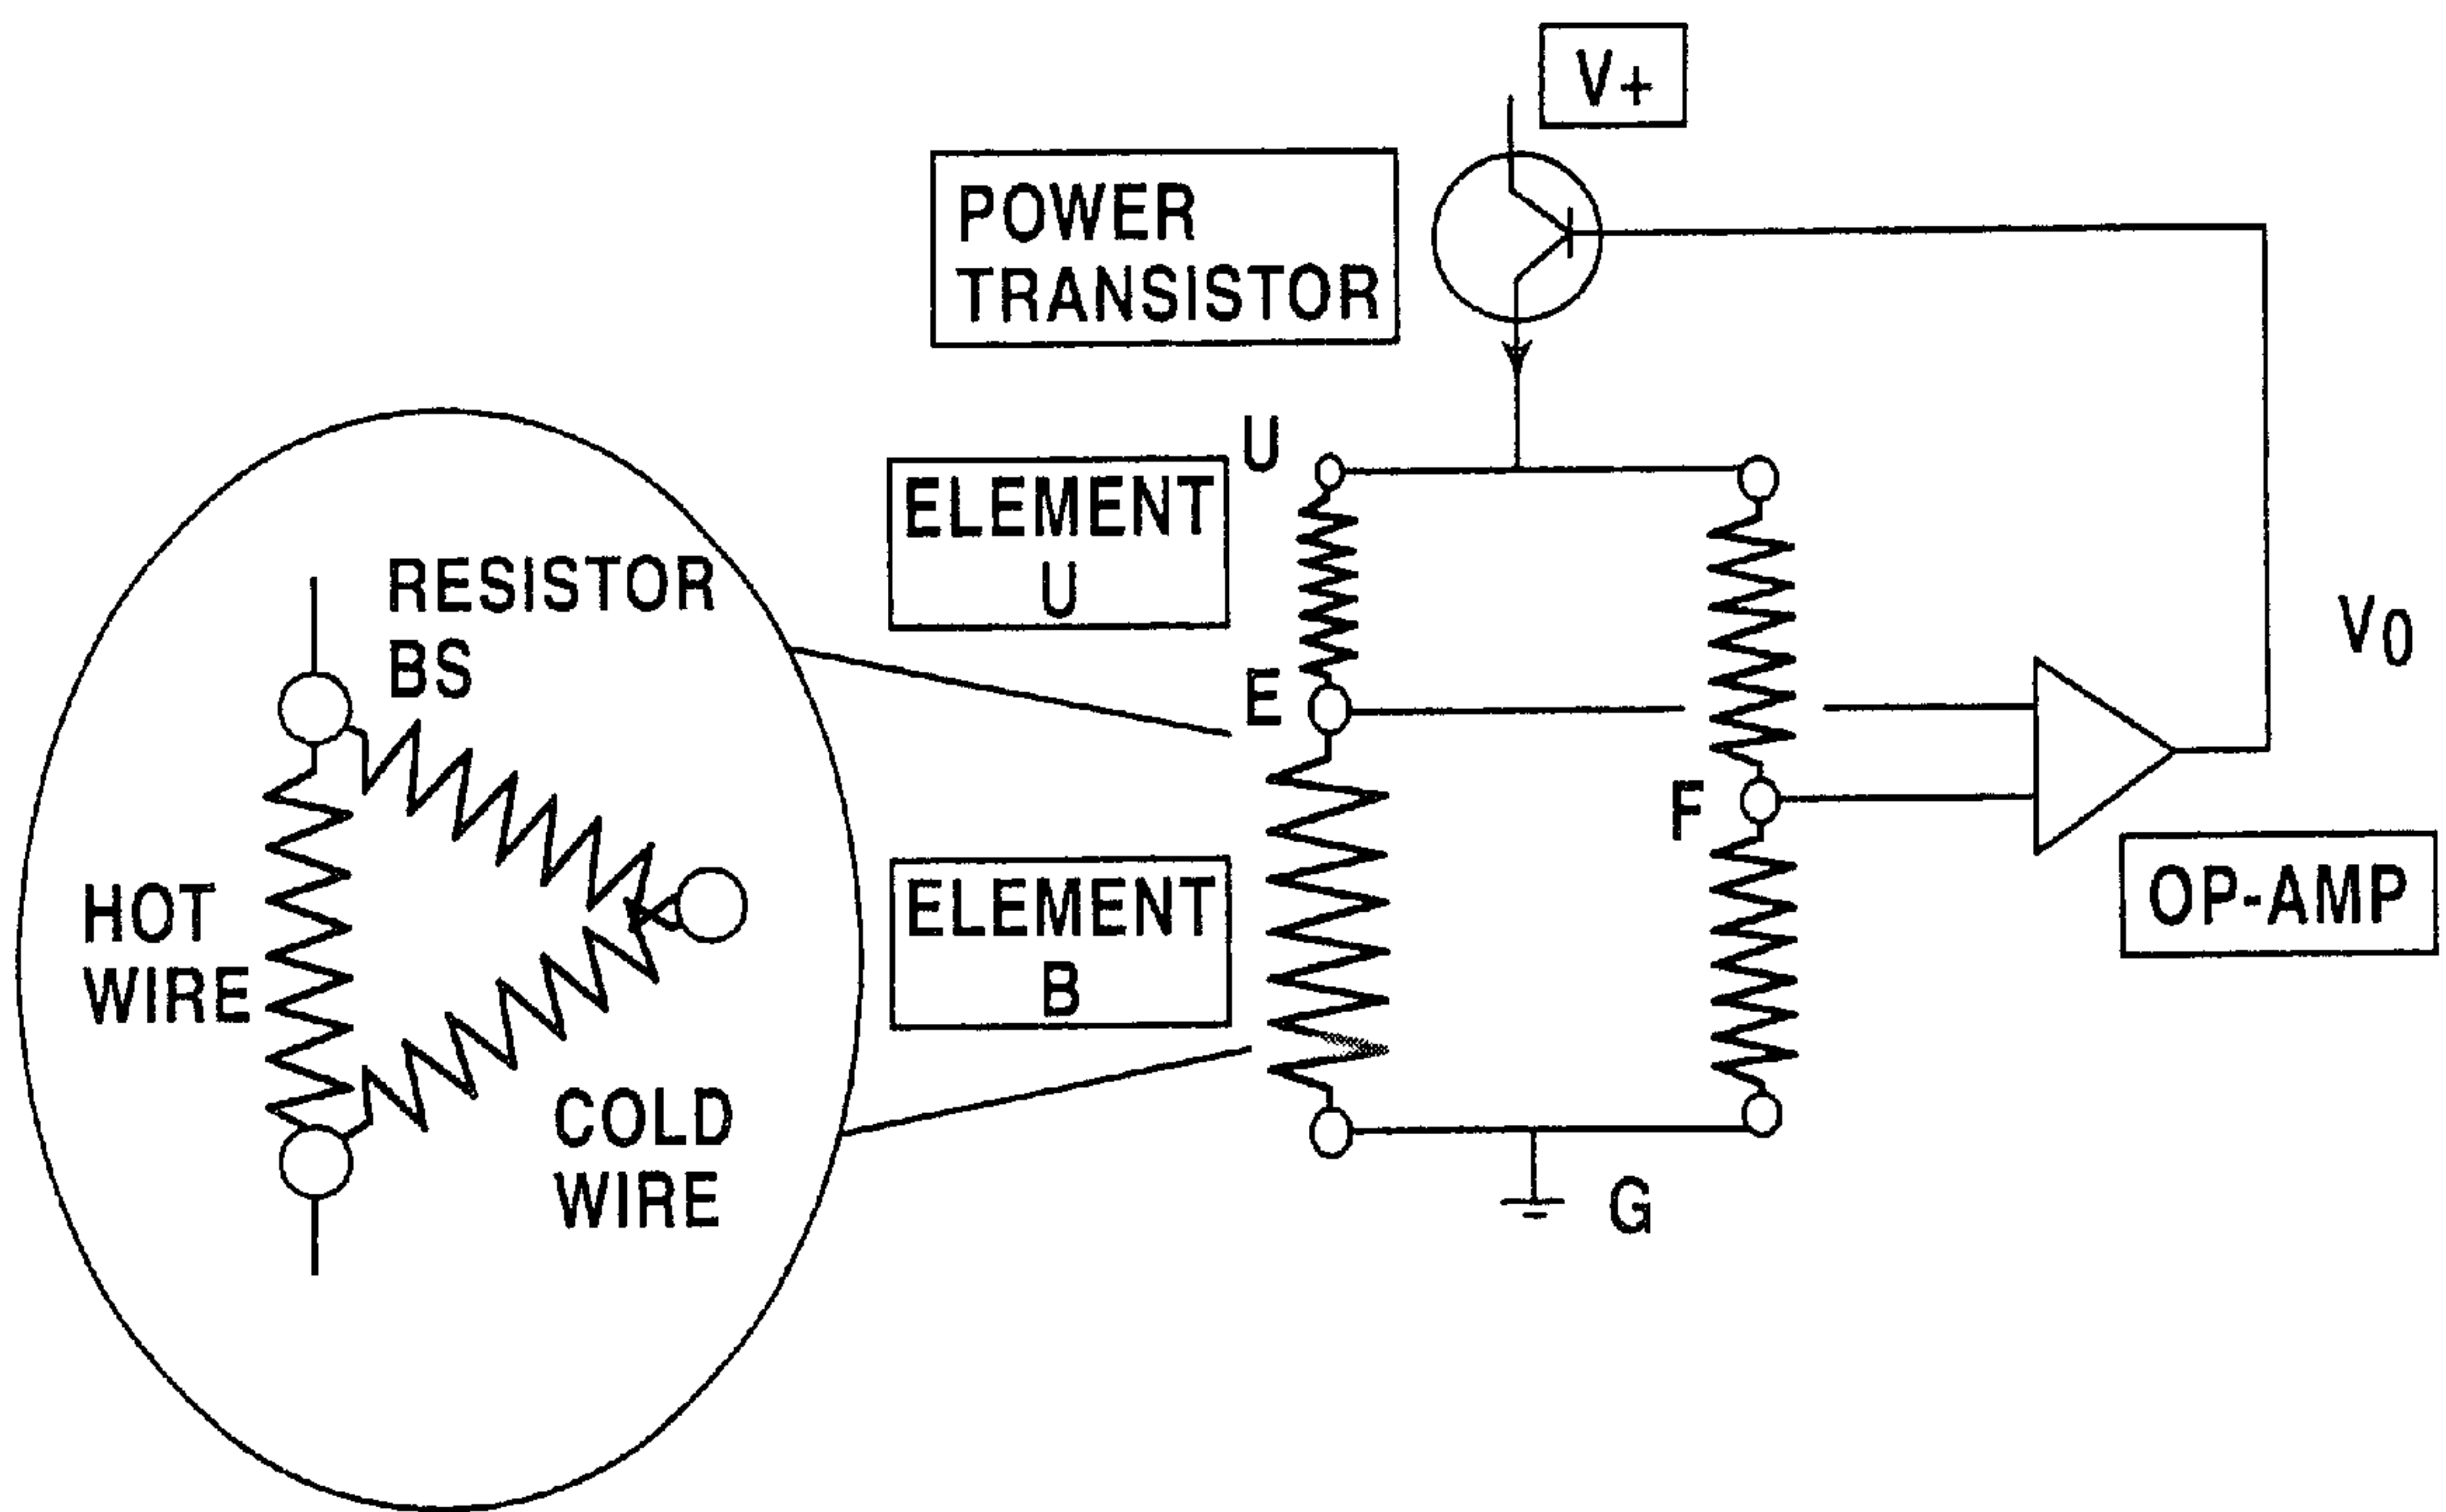 V+
POWER
TRANSISTOR
U
ELEMENT
U
RESISTOR
BS
E
V0
F
HOT
WIRE
ELEMENT
B
OP-AMP
COLD
WIRE
G